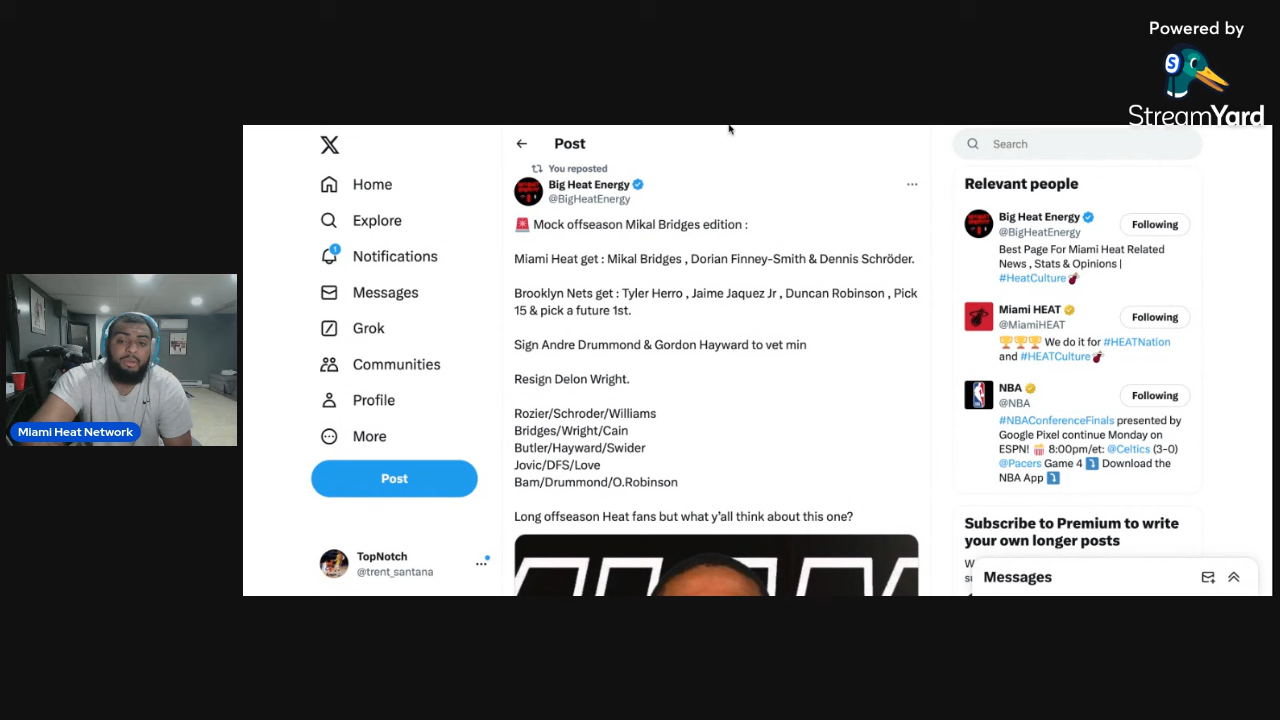 Powered by
S
StreamYard
Miami Heat Network
X
Home
Explore
1
Notifications
Messages
Grok
Communities
Profile
More
Post
TopNotch
@trent_santana
Post
You reposted
Big Heat Energy
@BigHeatEnergy
🚨 Mock offseason Mikal Bridges edition :
Miami Heat get : Mikal Bridges , Dorian Finney-Smith & Dennis Schröder.
Brooklyn Nets get : Tyler Herro , Jaime Jaquez Jr , Duncan Robinson , Pick
15 & pick a future 1st.
Sign Andre Drummond & Gordon Hayward to vet min
Resign Delon Wright.
Rozier/Schroder/Williams
Bridges/Wright/Cain
Butler/Hayward/Swider
Jovic/DFS/Love
Bam/Drummond/O.Robinson
Long offseason Heat fans but what y'all think about this one?
Search
Relevant people
Big Heat Energy
@BigHeatEnergy
Following
Best Page For Miami Heat Related
News , Stats & Opinions |
#HeatCulture 🧨
Miami HEAT
@MiamiHEAT
Following
🏆🏆🏆 We do it for #HEATNation
and #HEATCulture
NBA
@NBA
Following
#NBAConferenceFinals presented by
Google Pixel continue Monday on
ESPN! 🍿 8:00pm/et: @Celtics (3-0)
@Pacers Game 4 ⤵️ Download the
NBA App ⤵️
Subscribe to Premium to write
your own longer posts
Messages